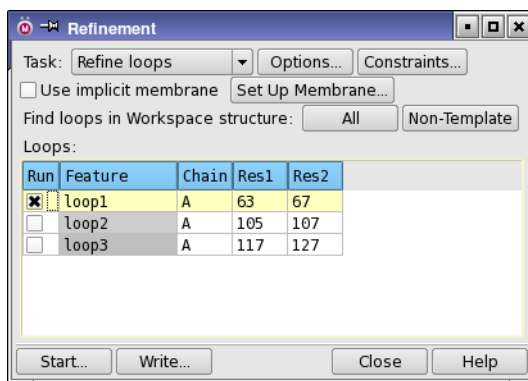 Refinement
Task: Refine loops Options... Constraints...
Use implicit membrane Set Up Membrane...
Find loops in Workspace structure: All Non-Template
Loops:
Run Feature Chain Res1 Res2
loop1 A 63 67
loop2 A 105 107
loop3 A 117 127
Start... Write... Close Help